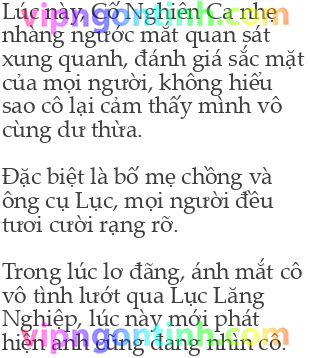 Lúc này, Cố Nghiên Ca nhẹ
nhàng ngước mắt quan sát
xung quanh, đánh giá sắc mặt
của mọi người, không hiểu
sao cô lại cảm thấy mình vô
cùng dư thừa.
Đặc biệt là bố mẹ chồng và
ông cụ Lục, mọi người đều
tươi cười rạng rỡ.
Trong lúc lơ đãng, ánh mắt cô
vô tình lướt qua Lục Lăng
Nghiệp, lúc này mới phát
hiện anh cũng đang nhìn cô.
vipngontinh.com
vipngontinh.com